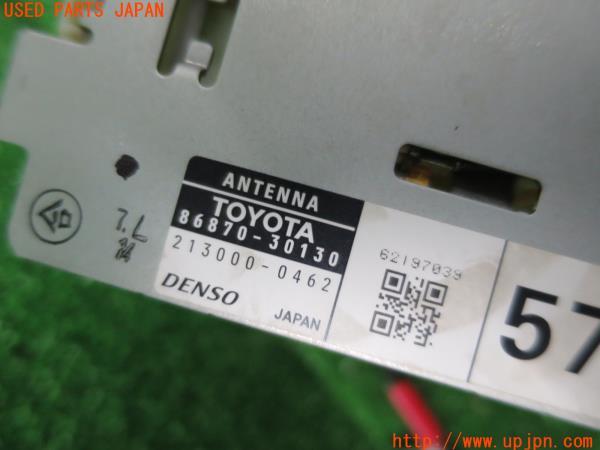 USED PARTS JAPAN
ANTENNA
TOYOTA
86870-30130
213000-0462
DENSO
JAPAN
62197039
57
http://www.upjpn.com